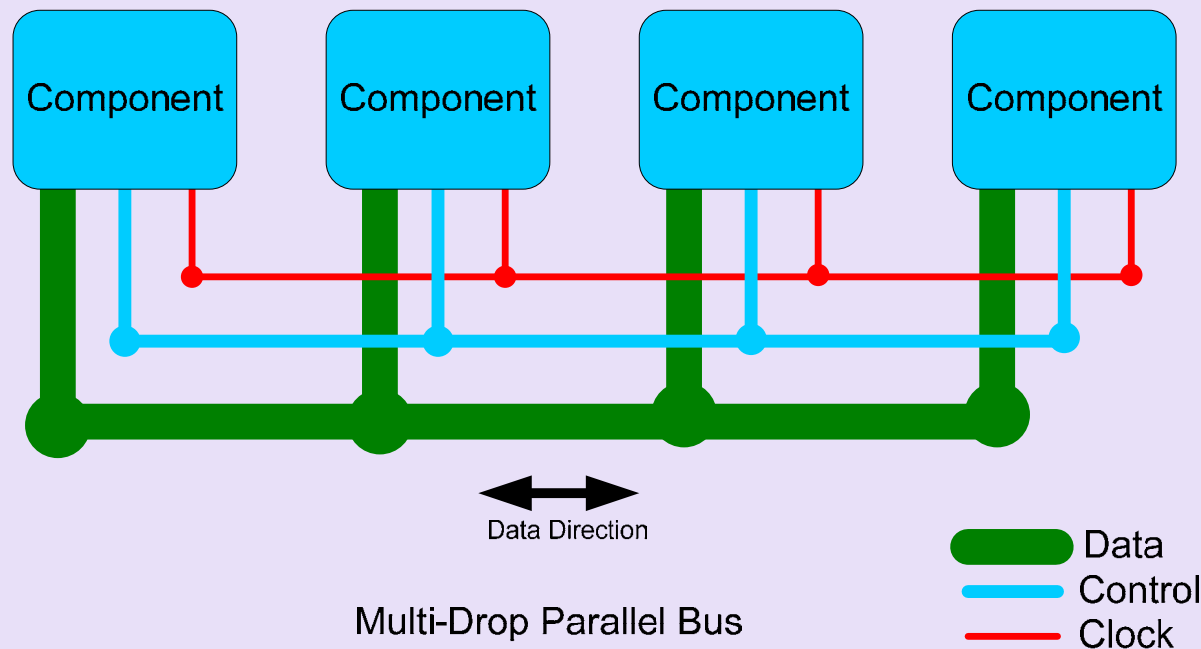 Component
Component
Component
Component
Data Direction
Data
Control
Multi-Drop Parallel Bus
Clock